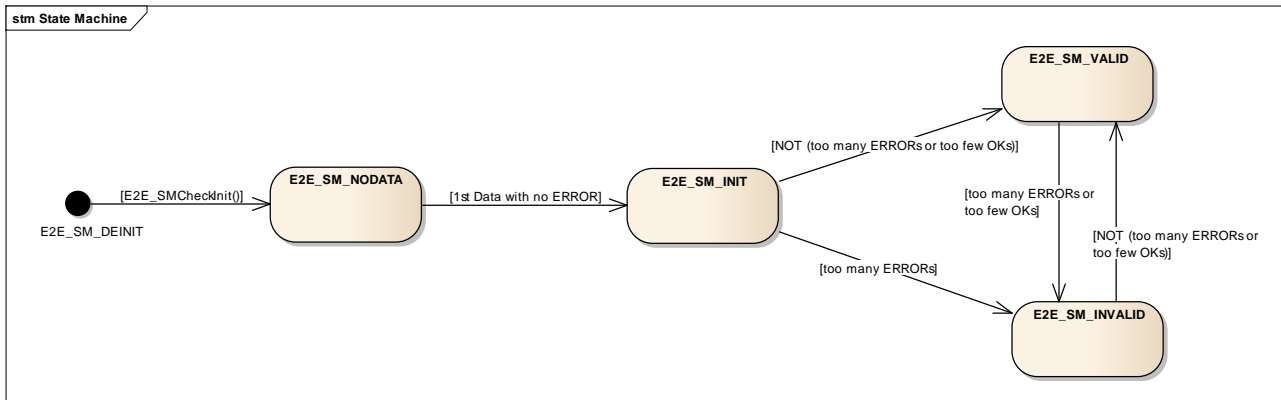 stm State Machine
E2E_SM_VALID
[NOT (too many ERRORs or too few OKs)]
E2E_SM_NODATA
E2E_SM_INIT
[E2E_SMCheckInit()]
[1st Data with no ERROR]
[too many ERRORs or
too few OKs]
E2E_SM_DEINIT
[NOT (too many ERRORs or
too few OKs)]
[too many ERRORs]
E2E_SM_INVALID